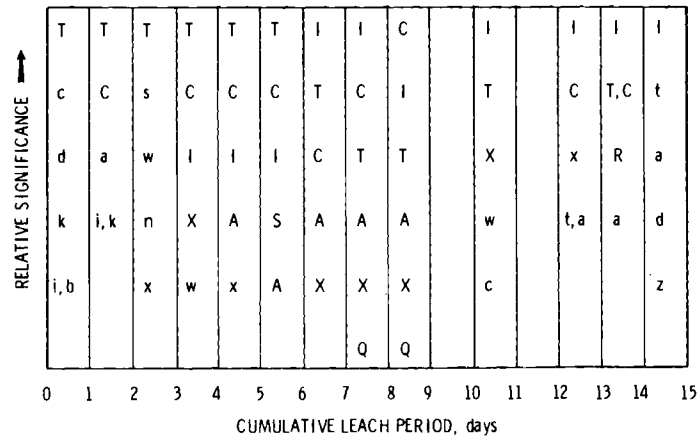 T T T T T T I I C I I I I
c C s C C C T C I T C T,C t
d a w I I I C T T X x R a
k i,k n X A S A A A w t,a a d
i,b x w x A X X X c z
Q Q
RELATIVE SIGNIFICANCE
0 1 2 3 4 5 6 7 8 9 10 11 12 13 14 15
CUMULATIVE LEACH PERIOD, days